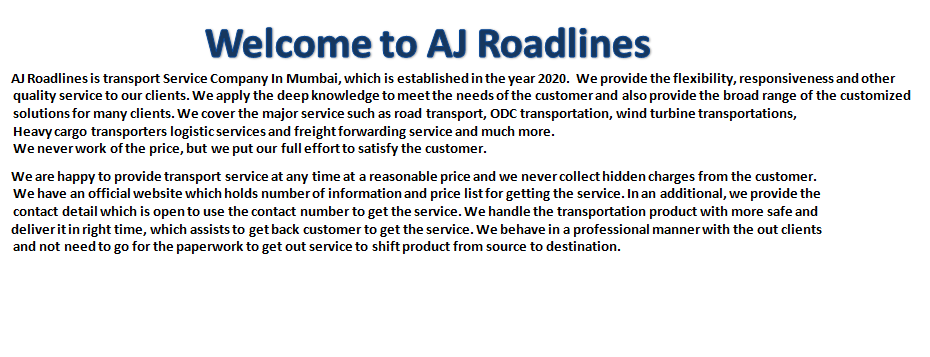 Welcome to AJ Roadlines
AJ Roadlines is transport Service Company In Mumbai, which is established in the year 2020. We provide the flexibility, responsiveness and other
quality service to our clients. We apply the deep knowledge to meet the needs of the customer and also provide the broad range of the customized
solutions for many clients. We cover the major service such as road transport, ODC transportation, wind turbine transportations,
Heavy cargo transporters logistic services and freight forwarding service and much more.
We never work of the price, but we put our full effort to satisfy the customer.
We are happy to provide transport service at any time at a reasonable price and we never collect hidden charges from the customer.
We have an official website which holds number of information and price list for getting the service. In an additional, we provide the
contact detail which is open to use the contact number to get the service. We handle the transportation product with more safe and
deliver it in right time, which assists to get back customer to get the service. We behave in a professional manner with the out clients
and not need to go for the paperwork to get out service to shift product from source to destination.